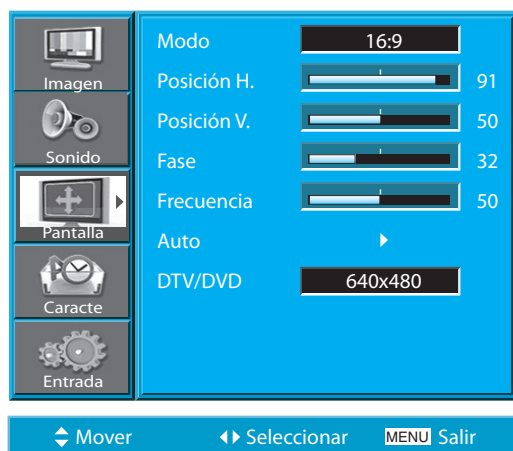 Imagen
Sonido
Pantalla
Caracte
Entrada
Modo 16:9
Posición H. 91
Posición V. 50
Fase 32
Frecuencia 50
Auto
DTV/DVD 640x480
Mover Seleccionar MENU Salir